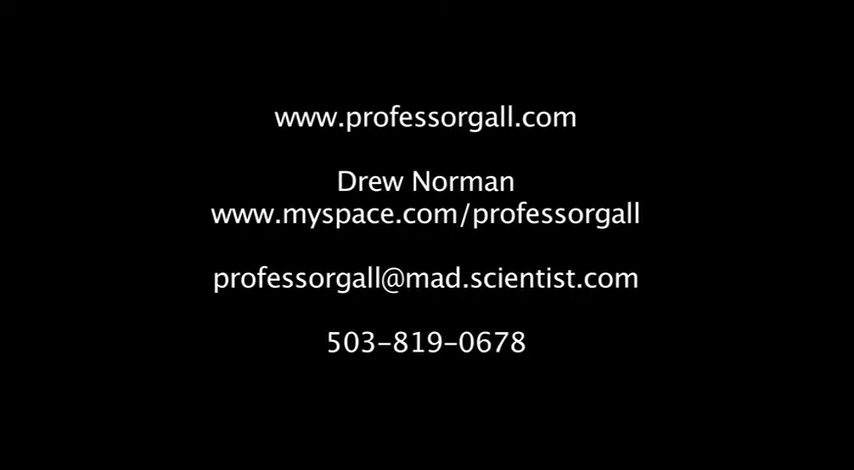 www.professorgall.com
Drew Norman
www.myspace.com/professorgall
professorgall@mad.scientist.com
503-819-0678